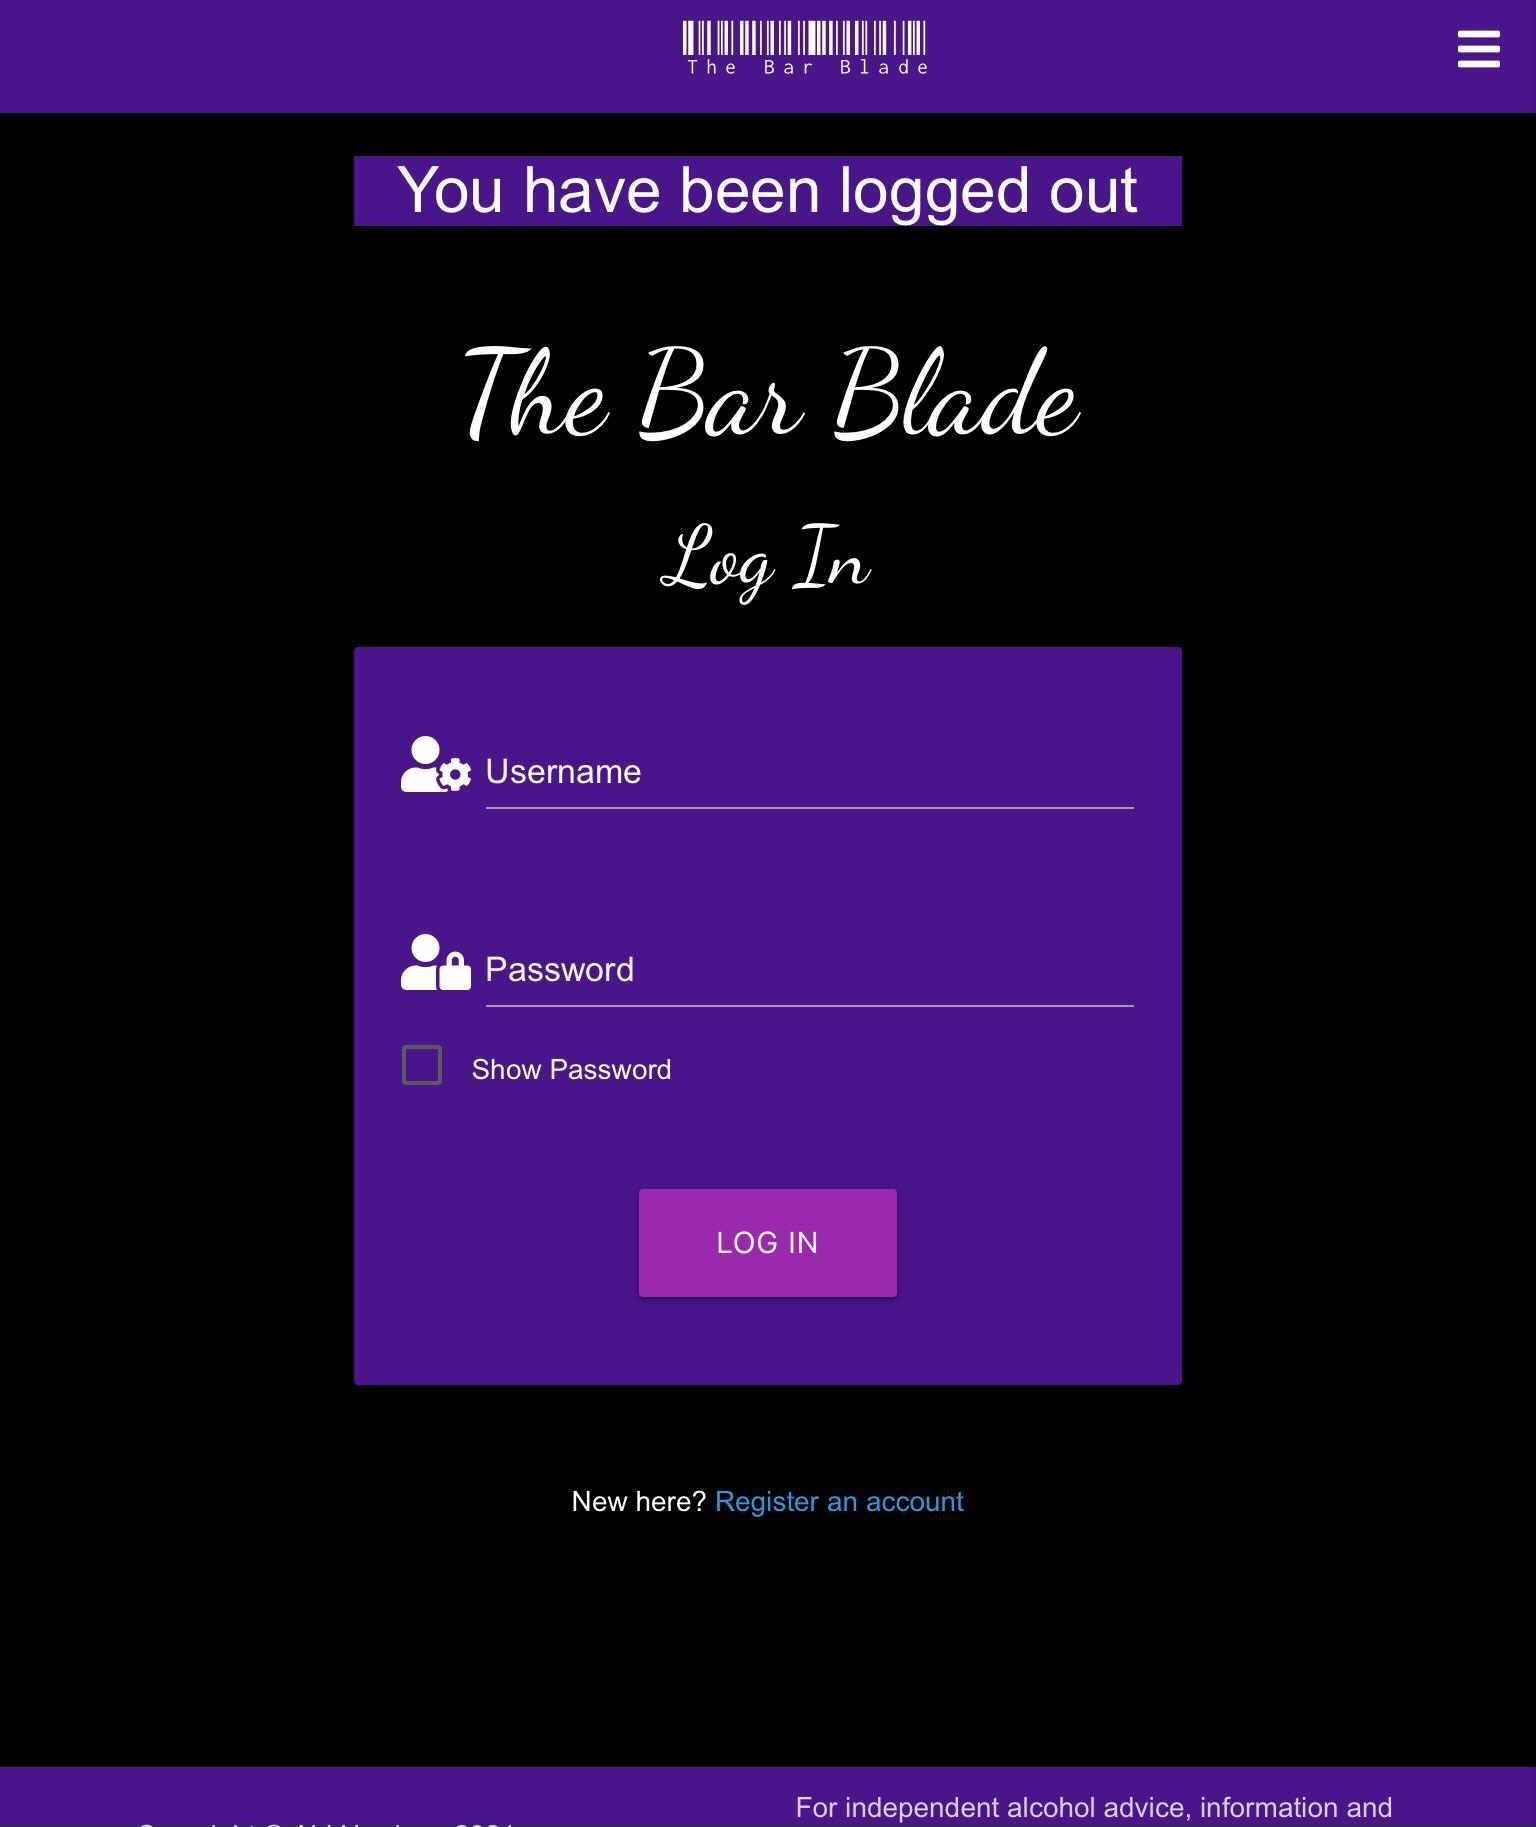 The Bar Blade
You have been logged out
The Bar Blade
Log In
Username
Password
Show Password
LOG IN
New here? Register an account
For independent alcohol advice, information and